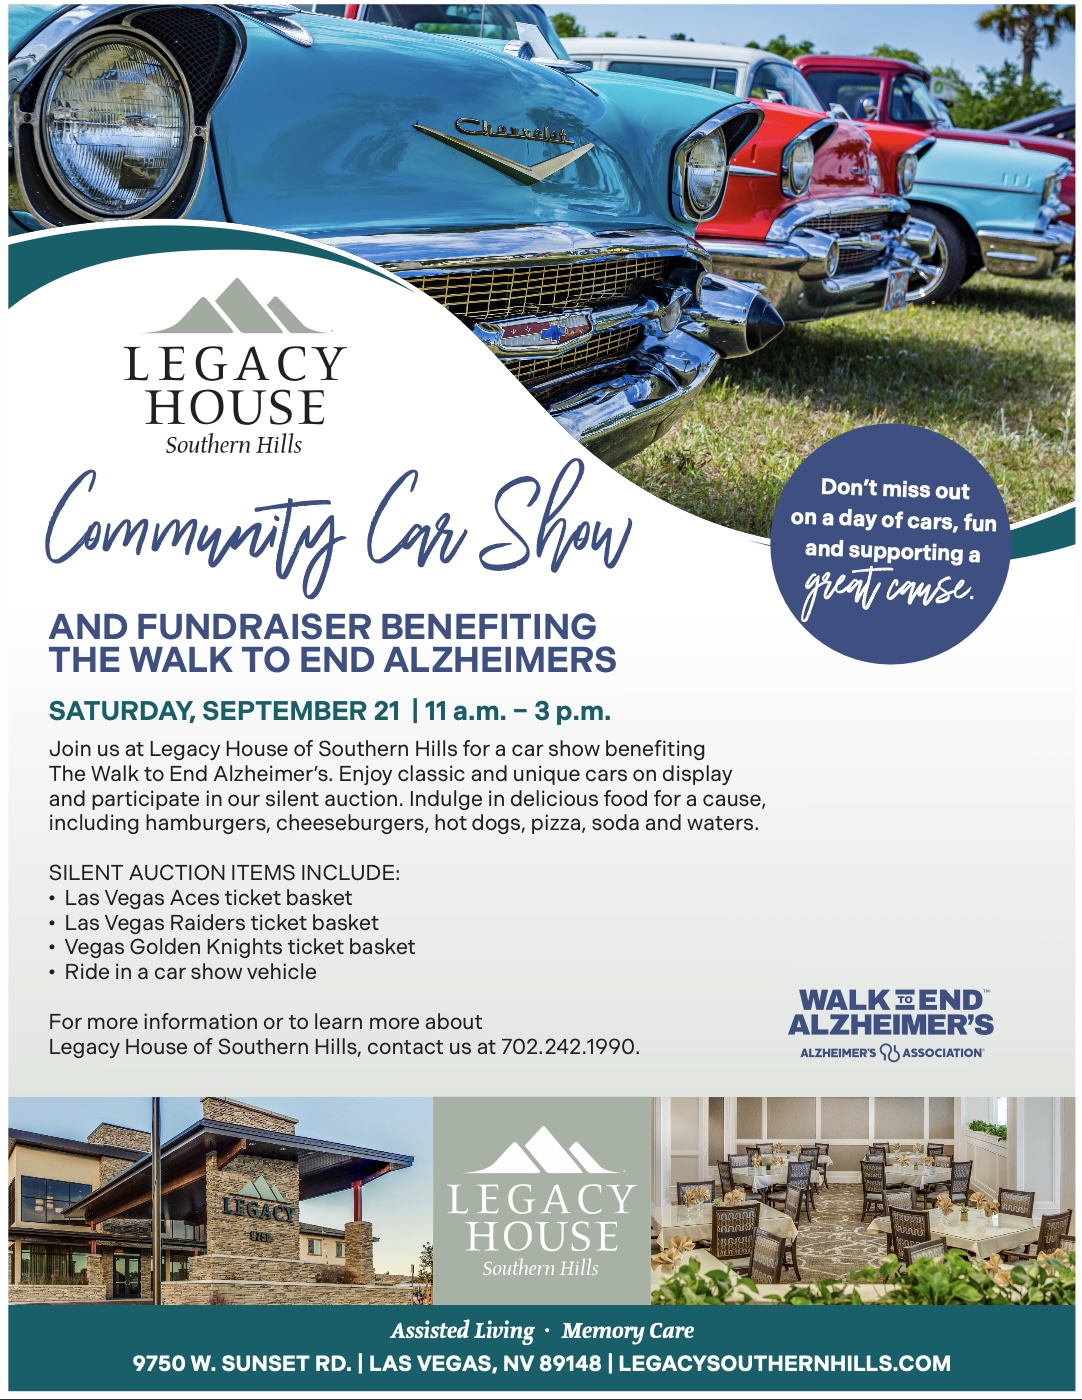 Chevrolet
LEGACY
HOUSE
Southern Hills
Don't miss out
on a day of cars, fun
and supporting a
great cause.
Community Car Show
AND FUNDRAISER BENEFITING
THE WALK TO END ALZHEIMERS
SATURDAY, SEPTEMBER 21 | 11 a.m. – 3 p.m.
Join us at Legacy House of Southern Hills for a car show benefiting
The Walk to End Alzheimer's. Enjoy classic and unique cars on display
and participate in our silent auction. Indulge in delicious food for a cause,
including hamburgers, cheeseburgers, hot dogs, pizza, soda and waters.
SILENT AUCTION ITEMS INCLUDE:
• Las Vegas Aces ticket basket
• Las Vegas Raiders ticket basket
• Vegas Golden Knights ticket basket
• Ride in a car show vehicle
For more information or to learn more about
Legacy House of Southern Hills, contact us at 702.242.1990.
WALK TO END™
ALZHEIMER'S
ALZHEIMER'S ASSOCIATION®
LEGACY
9750
LEGACY
HOUSE
Southern Hills
Assisted Living · Memory Care
9750 W. SUNSET RD. | LAS VEGAS, NV 89148 | LEGACYSOUTHERNHILLS.COM